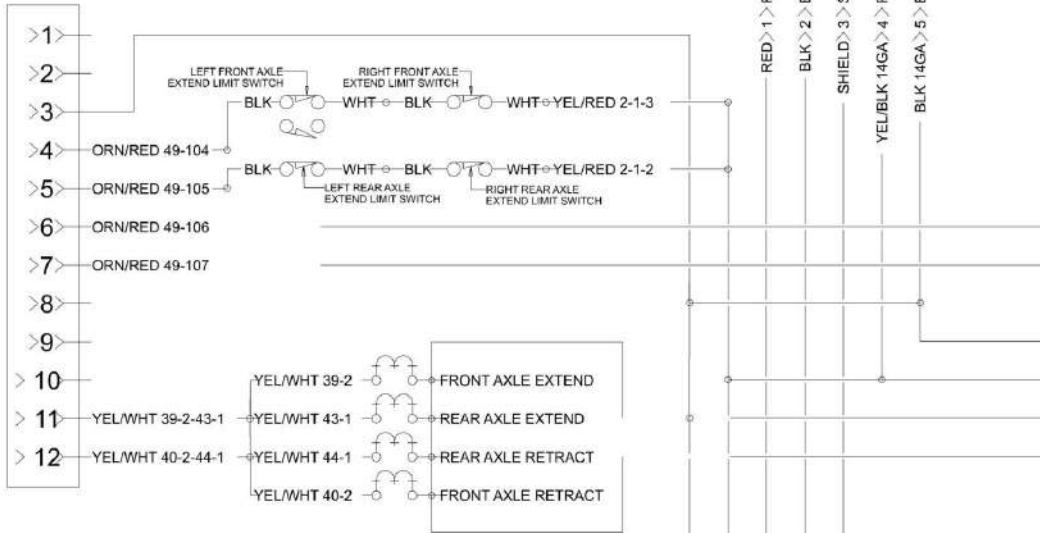 1
2
3
4
5
6
7
8
9
10
11
12
LEFT FRONT AXLE
EXTEND LIMIT SWITCH
RIGHT FRONT AXLE
EXTEND LIMIT SWITCH
BLK
WHT
BLK
WHT
YEL/RED 2-1-3
ORN/RED 49-104
BLK
WHT
BLK
WHT
YEL/RED 2-1-2
ORN/RED 49-105
LEFT REAR AXLE
EXTEND LIMIT SWITCH
RIGHT REAR AXLE
EXTEND LIMIT SWITCH
ORN/RED 49-106
ORN/RED 49-107
YEL/WHT 39-2
FRONT AXLE EXTEND
YEL/WHT 39-2-43-1
YEL/WHT 43-1
REAR AXLE EXTEND
YEL/WHT 40-2-44-1
YEL/WHT 44-1
REAR AXLE RETRACT
YEL/WHT 40-2
FRONT AXLE RETRACT
RED 1
BLK 2
SHIELD 3
YEL/BLK 14GA 4
BLK 14GA 5